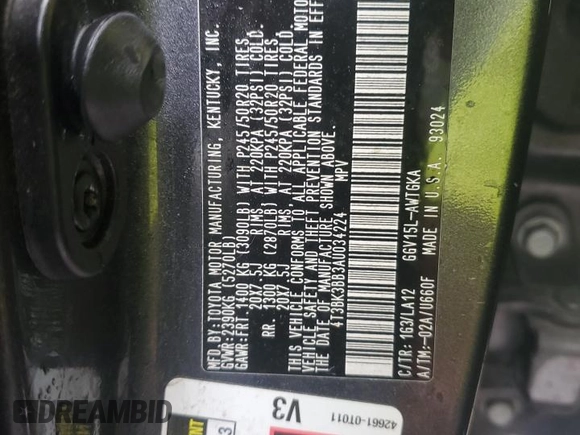 MFG.BY:TOYOTA MOTOR MANUFACTURING, KENTUCKY, INC.
GVWR:2390KG (5270LB)
GAWR:FRT.1400 KG (3090LB) WITH P245/50R20 TIRES,
20X7.5J RIMS, AT 220KPA (32PSI) COLD.
RR. 1300 KG (2870LB) WITH P245/50R20 TIRES,
20X7.5J RIMS, AT 220KPA (32PSI) COLD.
THIS VEHICLE CONFORMS TO ALL APPLICABLE FEDERAL MOTOR
VEHICLE SAFETY AND THEFT PREVENTION STANDARDS IN EFF
DATE OF MANUFACTURE SHOWN ABOVE.
4T3BK3BB3AU034224 MPV
C/TR: 1G3/LA12 GGV15L-AWTGKA
A/TM:-02A/U660F MADE IN U.S.A. 93024
42661-0T011
V3
DREAMBID